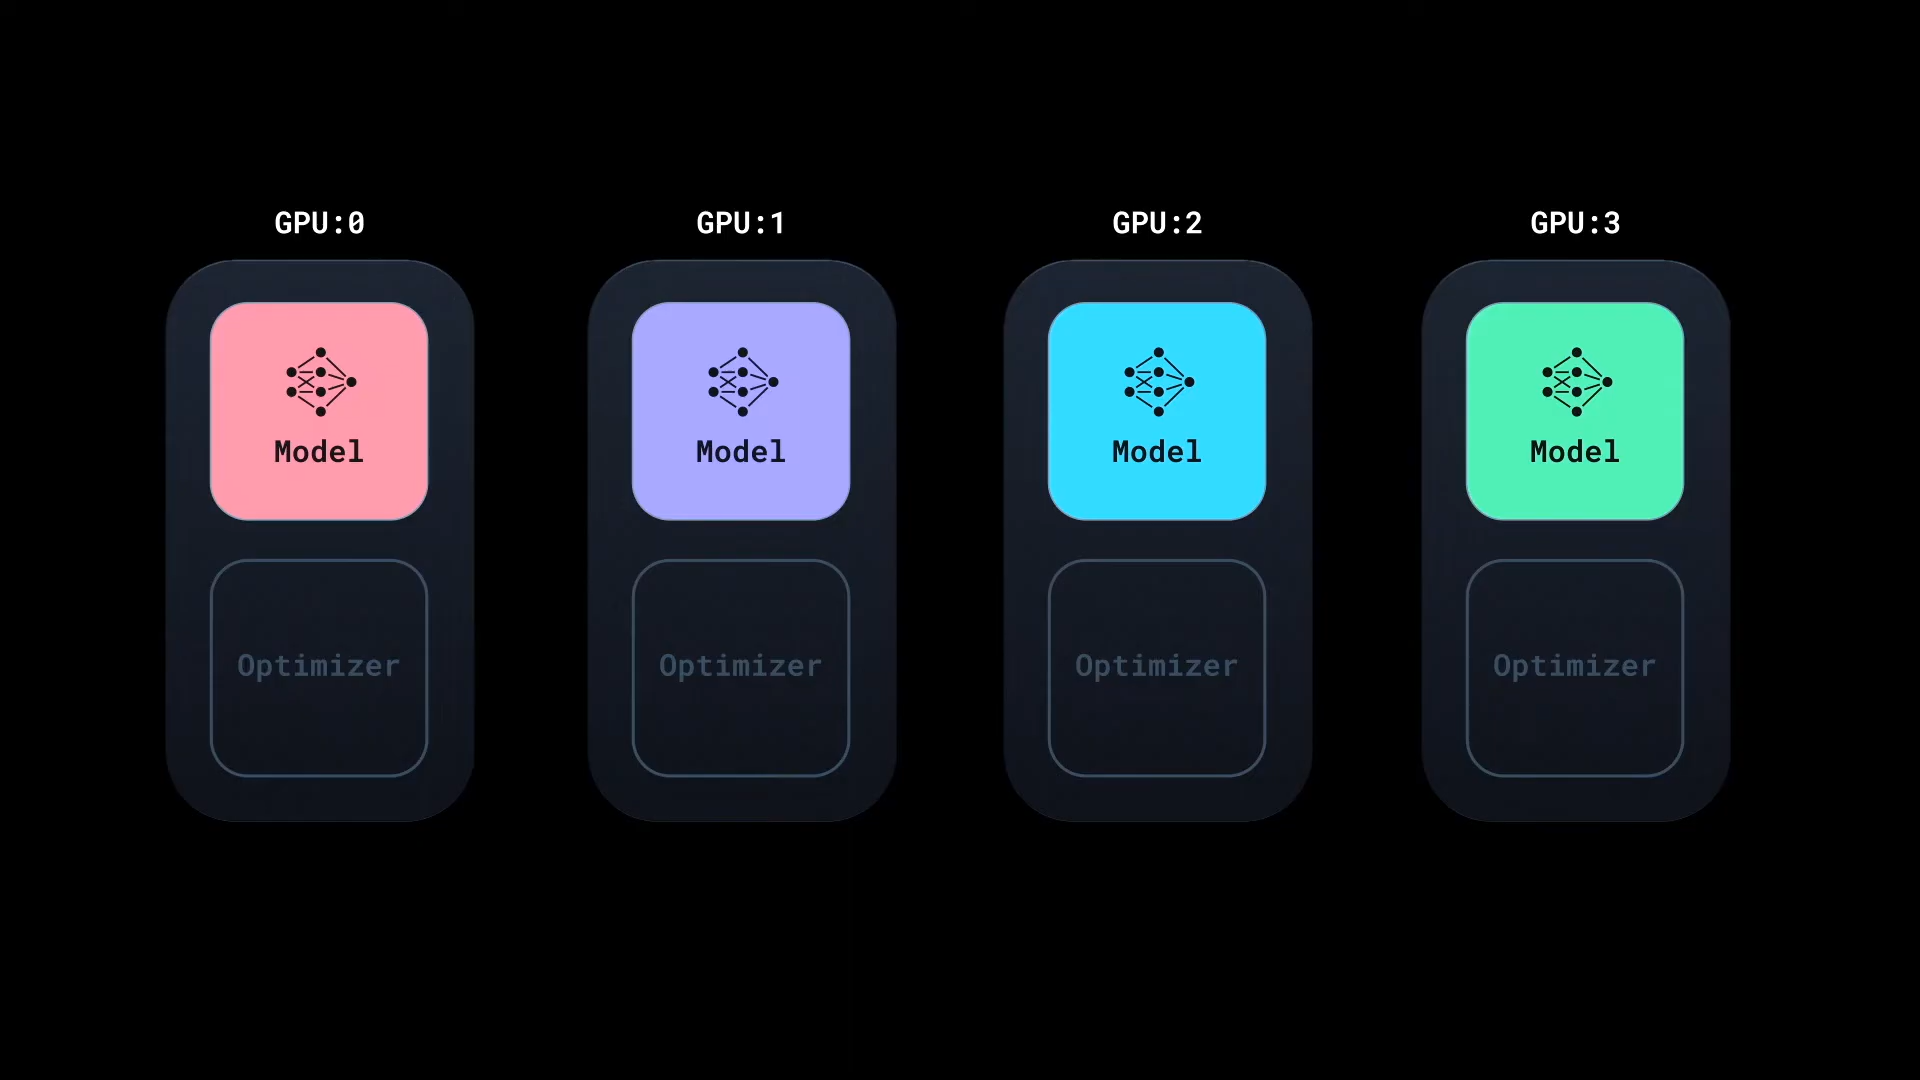 GPU:0
GPU:1
GPU:2
GPU:3
Model
Model
Model
Model
Optimizer
Optimizer
Optimizer
Optimizer